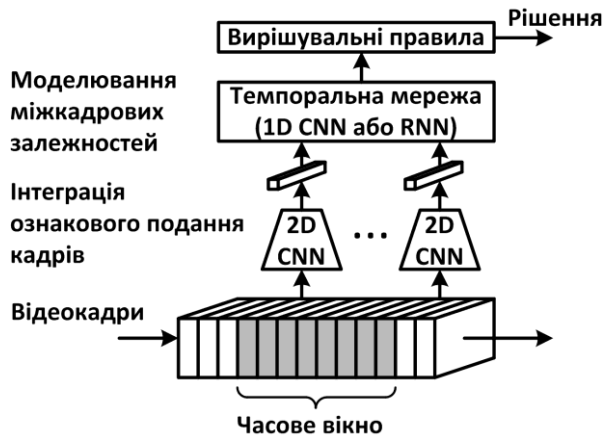 Рішення
Вирішувальні правила
Моделювання
міжкадрових
залежностей
Темпоральна мережа
(1D CNN або RNN)
Інтеграція
ознакового подання
кадрів
2D
CNN
...
2D
CNN
Відеокадри
Часове вікно